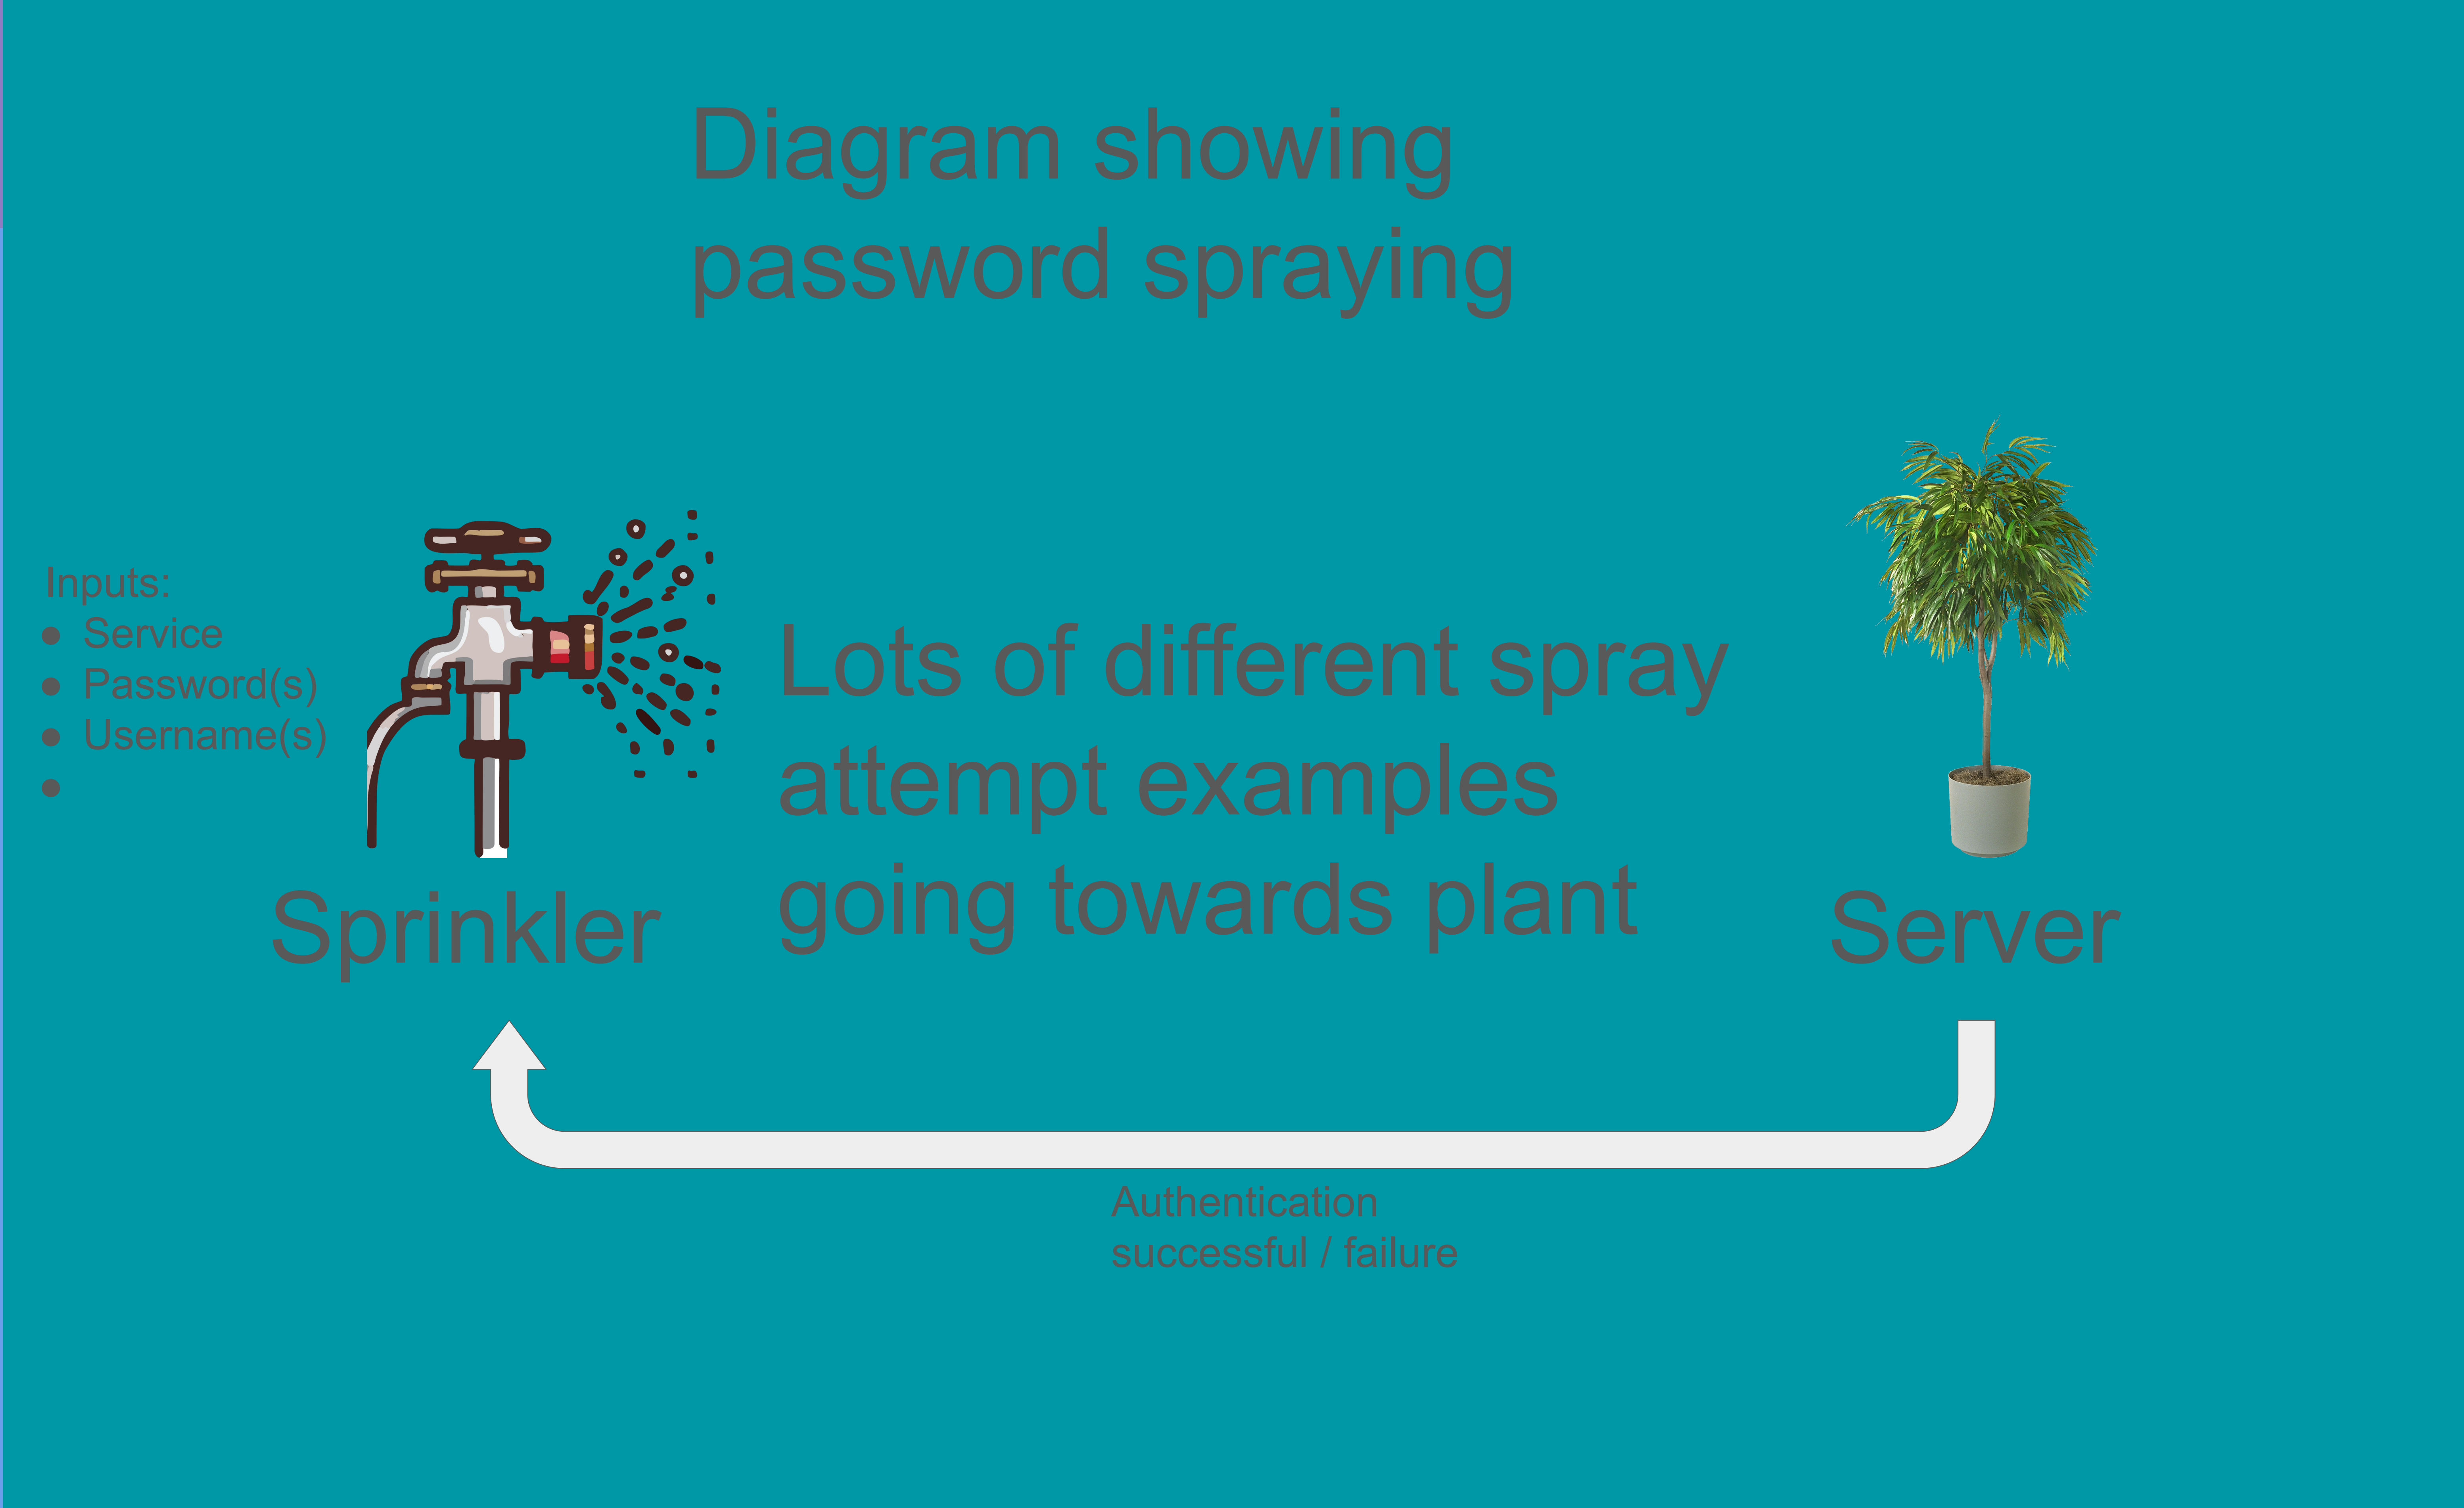 Diagram showing
password spraying
Inputs:
● Service
● Password(s)
● Username(s)
●
Lots of different spray
attempt examples
going towards plant
Sprinkler
Server
Authentication
successful / failure